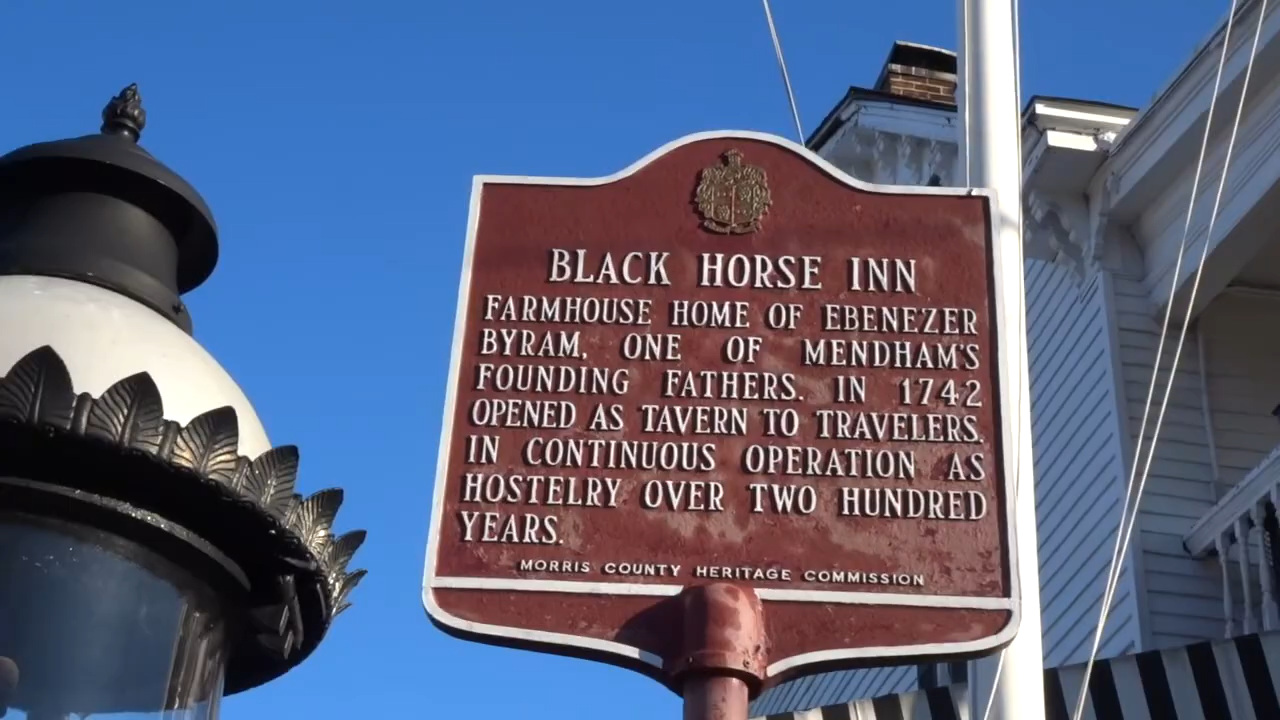 BLACK HORSE INN
FARMHOUSE HOME OF EBENEZER
BYRAM, ONE OF MENDHAM'S
FOUNDING FATHERS. IN 1742
OPENED AS TAVERN TO TRAVELERS.
IN CONTINUOUS OPERATION AS
HOSTELRY OVER TWO HUNDRED
YEARS.
MORRIS COUNTY HERITAGE COMMISSION